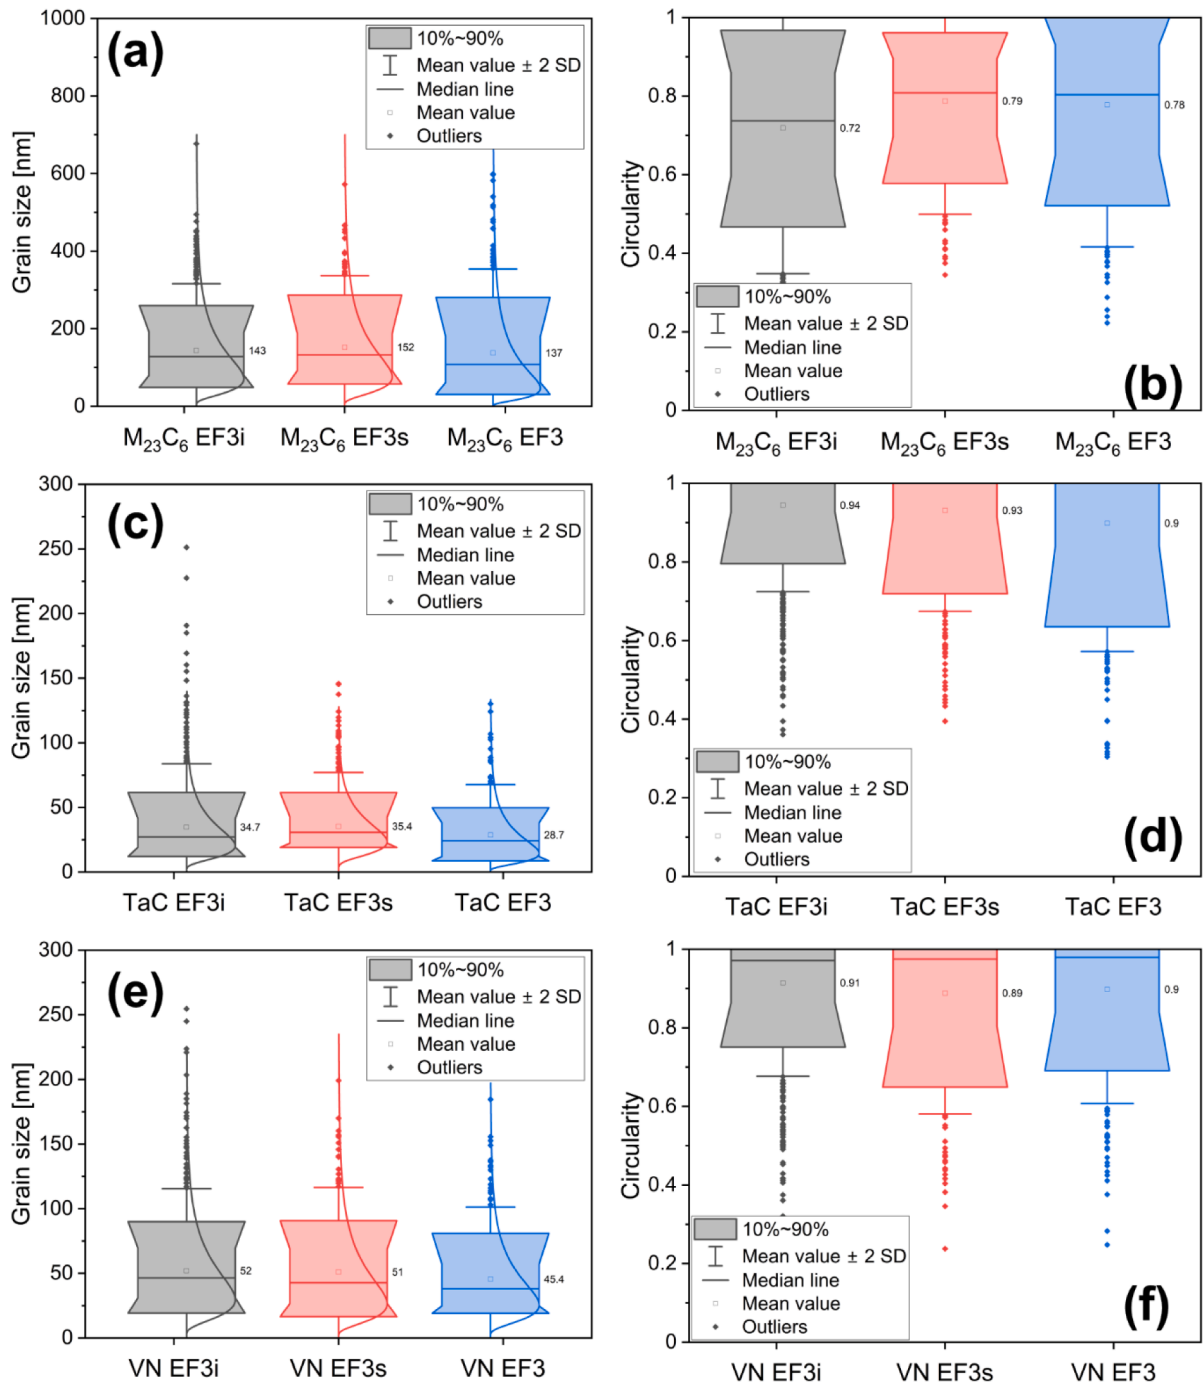 (a)
Grain size [nm]
1000
800
600
400
200
0
10%~90%
Mean value ± 2 SD
Median line
Mean value
Outliers
143
152
137
M₂₃C₆ EF3i
M₂₃C₆ EF3s
M₂₃C₆ EF3
(b)
Circularity
1
0.8
0.6
0.4
0.2
0
0.72
0.79
0.78
10%~90%
Mean value ± 2 SD
Median line
Mean value
Outliers
M₂₃C₆ EF3i
M₂₃C₆ EF3s
M₂₃C₆ EF3
(c)
Grain size [nm]
300
250
200
150
100
50
0
10%~90%
Mean value ± 2 SD
Median line
Mean value
Outliers
34.7
35.4
28.7
TaC EF3i
TaC EF3s
TaC EF3
(d)
Circularity
1
0.8
0.6
0.4
0.2
0
0.94
0.93
0.9
10%~90%
Mean value ± 2 SD
Median line
Mean value
Outliers
TaC EF3i
TaC EF3s
TaC EF3
(e)
Grain size [nm]
300
250
200
150
100
50
0
10%~90%
Mean value ± 2 SD
Median line
Mean value
Outliers
52
51
45.4
VN EF3i
VN EF3s
VN EF3
(f)
Circularity
1
0.8
0.6
0.4
0.2
0
0.91
0.89
0.9
10%~90%
Mean value ± 2 SD
Median line
Mean value
Outliers
VN EF3i
VN EF3s
VN EF3